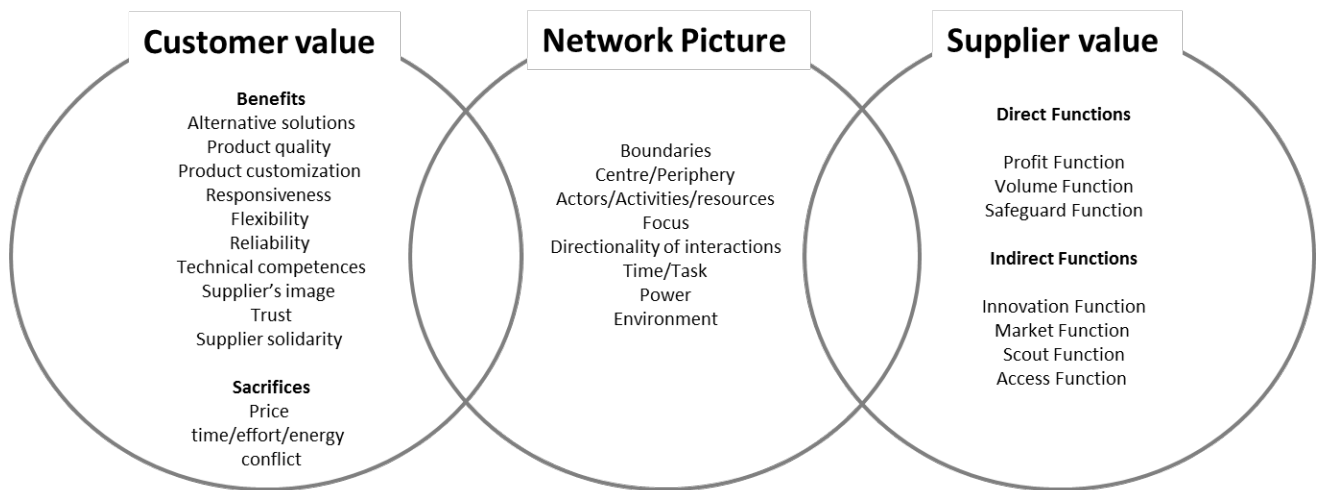 Customer value
Benefits
Alternative solutions
Product quality
Product customization
Responsiveness
Flexibility
Reliability
Technical competences
Supplier's image
Trust
Supplier solidarity
Sacrifices
Price
time/effort/energy
conflict
Network Picture
Boundaries
Centre/Periphery
Actors/Activities/resources
Focus
Directionality of interactions
Time/Task
Power
Environment
Supplier value
Direct Functions
Profit Function
Volume Function
Safeguard Function
Indirect Functions
Innovation Function
Market Function
Scout Function
Access Function